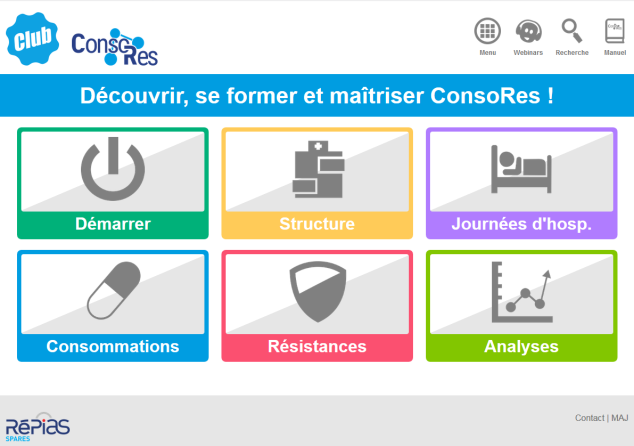 Club
ConsoRes
Menu
Webinars
Recherche
Manuel
Découvrir, se former et maîtriser ConsoRes !
Démarrer
Structure
Journées d'hosp.
Consommations
Résistances
Analyses
RéPIAS
SPARES
Contact | MAJ